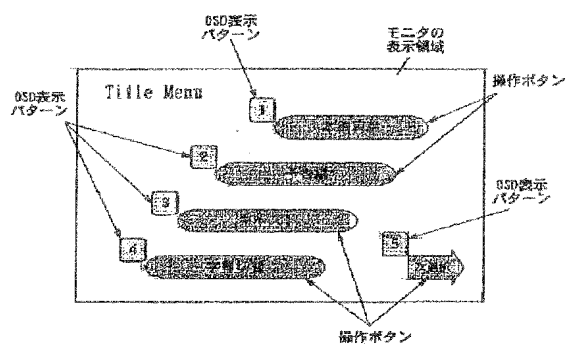 OSD表示
パターン
モニタの
表示領域
操作ボタン
OSD表示
パターン
Title Menu
1
2
OSD表示
パターン
3
4
5
操作ボタン